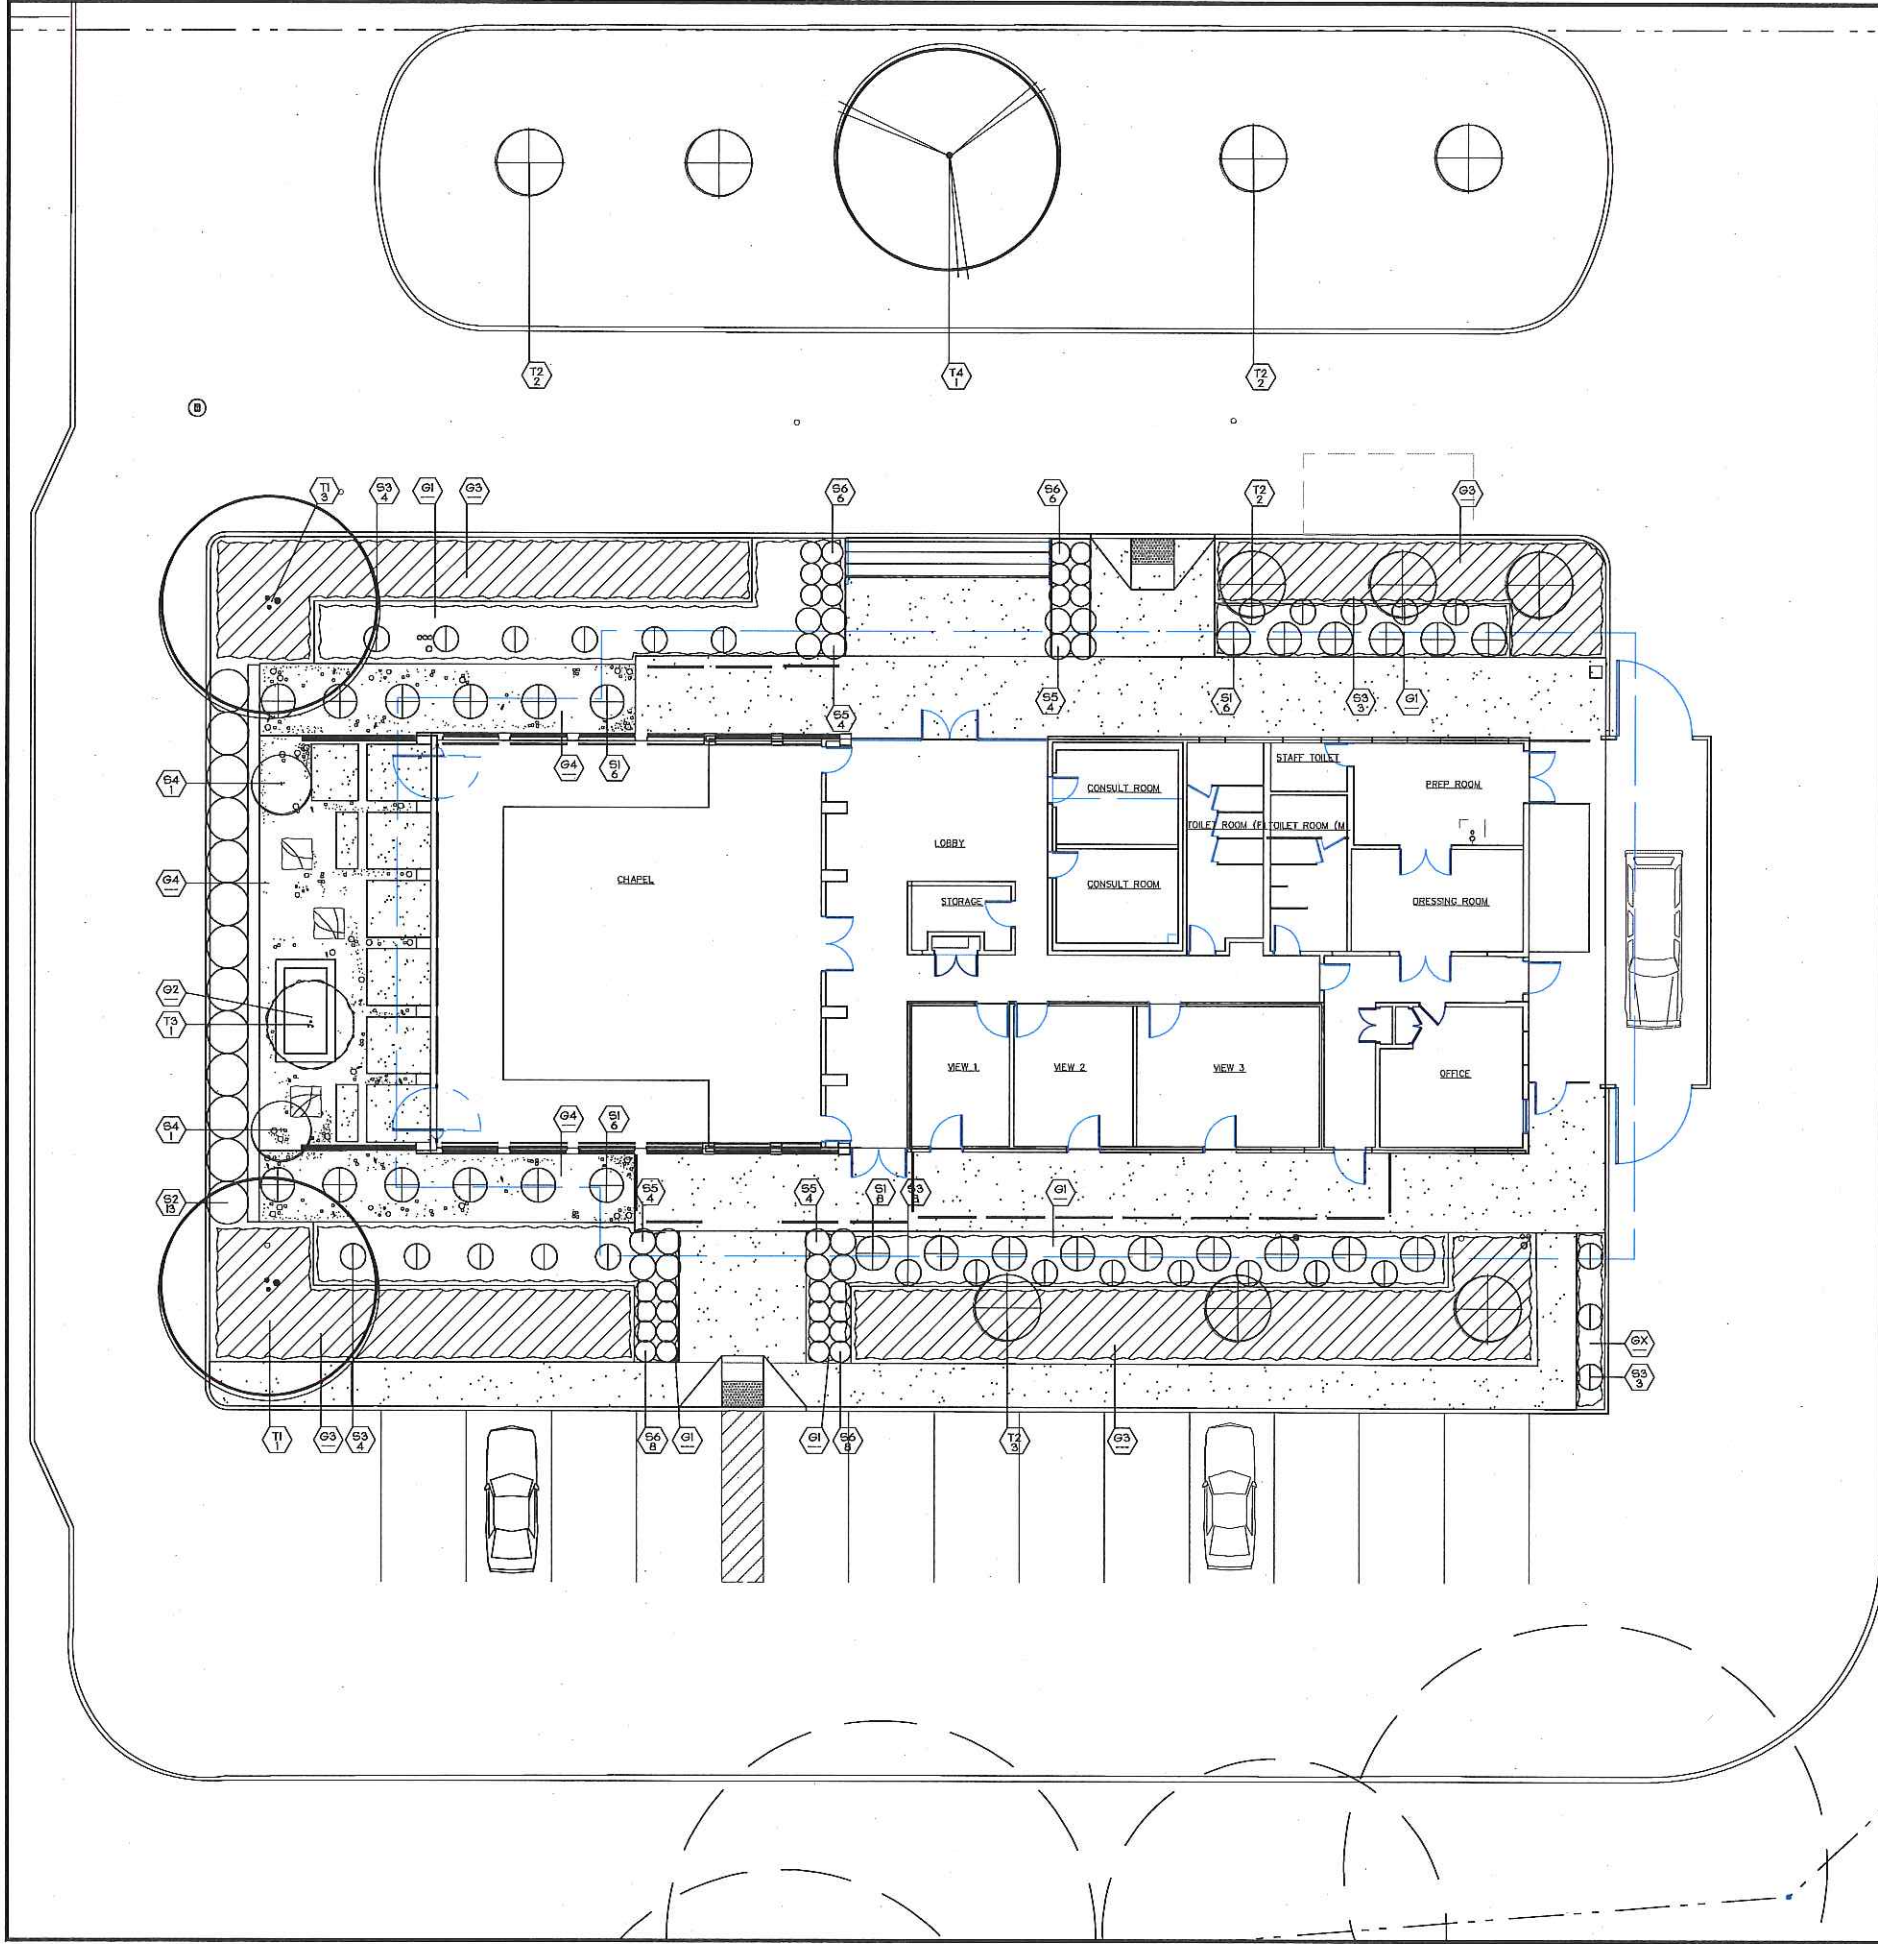 T2
2
T4
1
T2
2
T1
3
S3
4
G1
G3
S6
6
S6
6
T2
2
G3
S5
4
S5
4
S1
6
S3
3
G1
S4
1
G4
S1
6
STAFF TOILET
CONSULT ROOM
PREP ROOM
TOILET ROOM (F)
TOILET ROOM (M)
LOBBY
CHAPEL
G4
CONSULT ROOM
STORAGE
DRESSING ROOM
G2
T3
1
VIEW 1
VIEW 2
VIEW 3
OFFICE
S4
1
G4
S1
6
S2
13
S5
4
S5
4
S1
8
S3
8
G1
GX
S3
3
T1
1
G3
S3
4
S6
8
G1
G1
S6
8
T2
3
G3